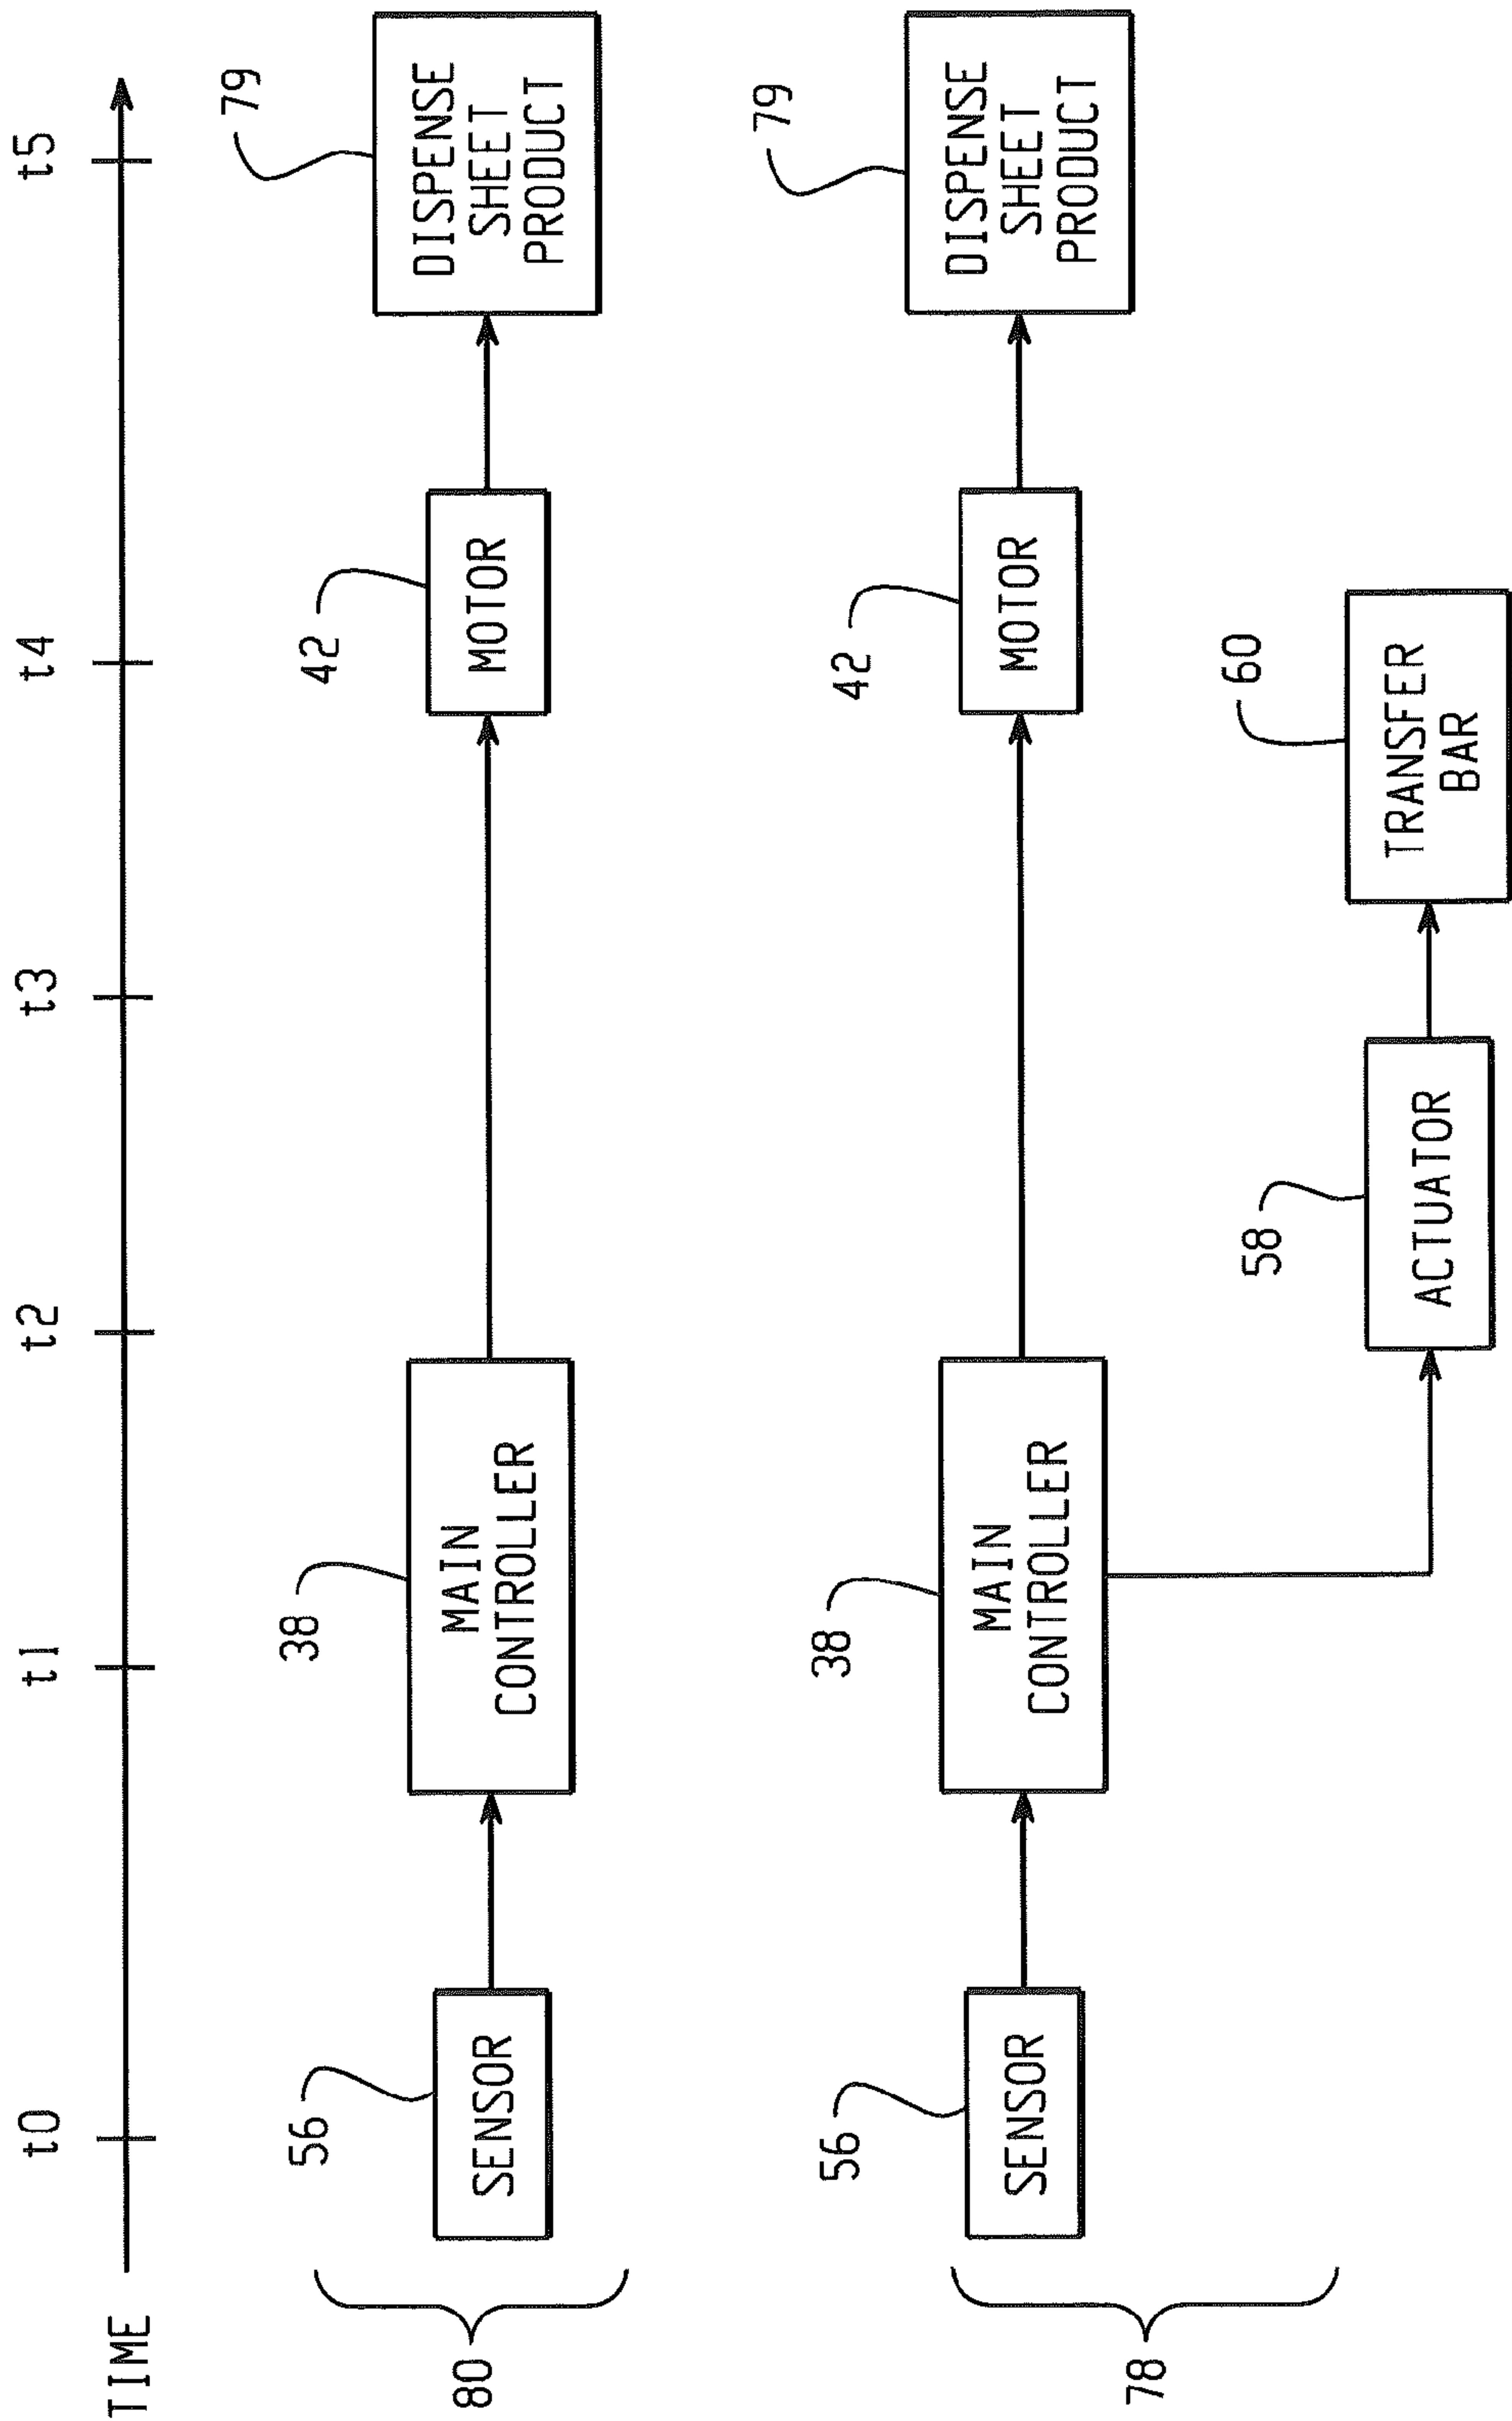 TIME
t0
t1
t2
t3
t4
t5
80
56
SENSOR
38
MAIN
CONTROLLER
42
MOTOR
79
DISPENSE
SHEET
PRODUCT
78
56
SENSOR
38
MAIN
CONTROLLER
42
MOTOR
79
DISPENSE
SHEET
PRODUCT
58
ACTUATOR
60
TRANSFER
BAR